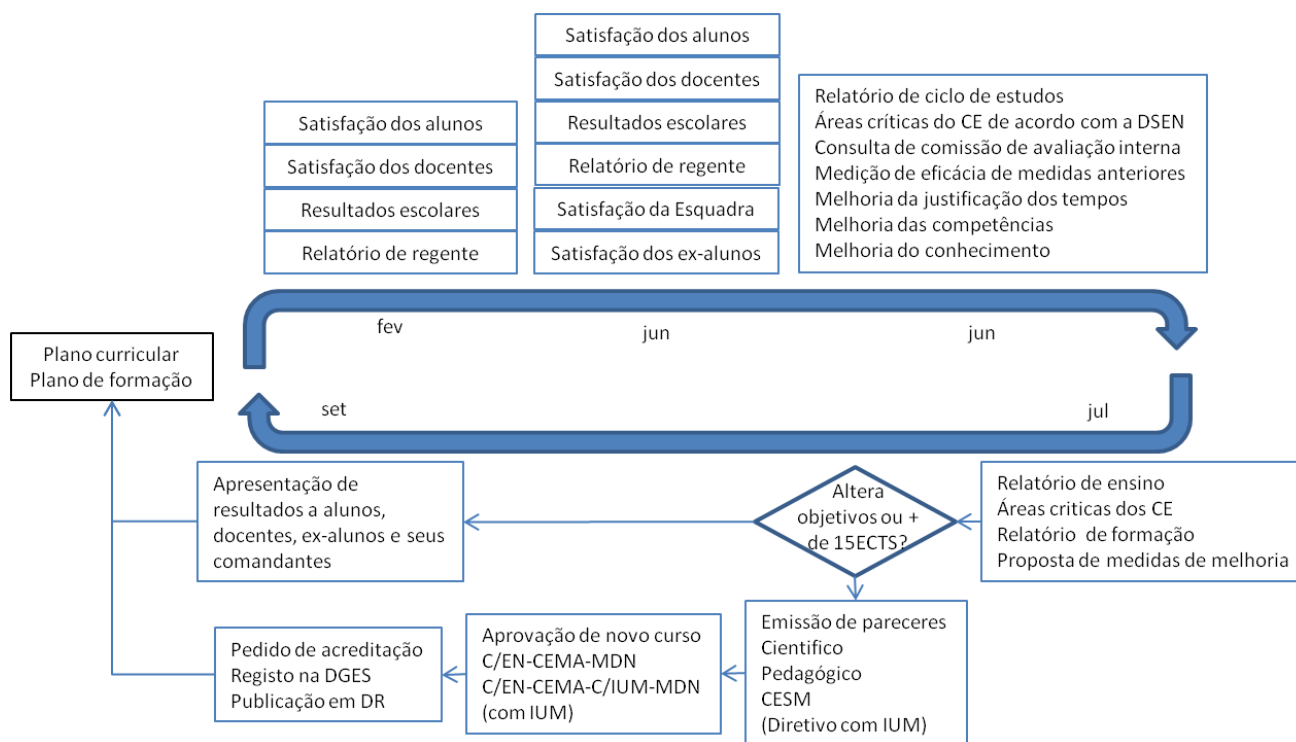 Satisfação dos alunos
Satisfação dos docentes
Resultados escolares
Relatório de regente
Satisfação dos alunos
Satisfação dos docentes
Resultados escolares
Relatório de regente
Satisfação da Esquadra
Satisfação dos ex-alunos
Relatório de ciclo de estudos
Áreas críticas do CE de acordo com a DSEN
Consulta de comissão de avaliação interna
Medição de eficácia de medidas anteriores
Melhoria da justificação dos tempos
Melhoria das competências
Melhoria do conhecimento
fev
jun
jun
Plano curricular
Plano de formação
set
jul
Apresentação de
resultados a alunos,
docentes, ex-alunos e seus
comandantes
Altera
objetivos ou +
de 15ECTS?
Relatório de ensino
Áreas criticas dos CE
Relatório  de formação
Proposta de medidas de melhoria
Pedido de acreditação
Registo na DGES
Publicação em DR
Aprovação de novo curso
C/EN-CEMA-MDN
C/EN-CEMA-C/IUM-MDN
(com IUM)
Emissão de pareceres
Cientifico
Pedagógico
CESM
(Diretivo com IUM)